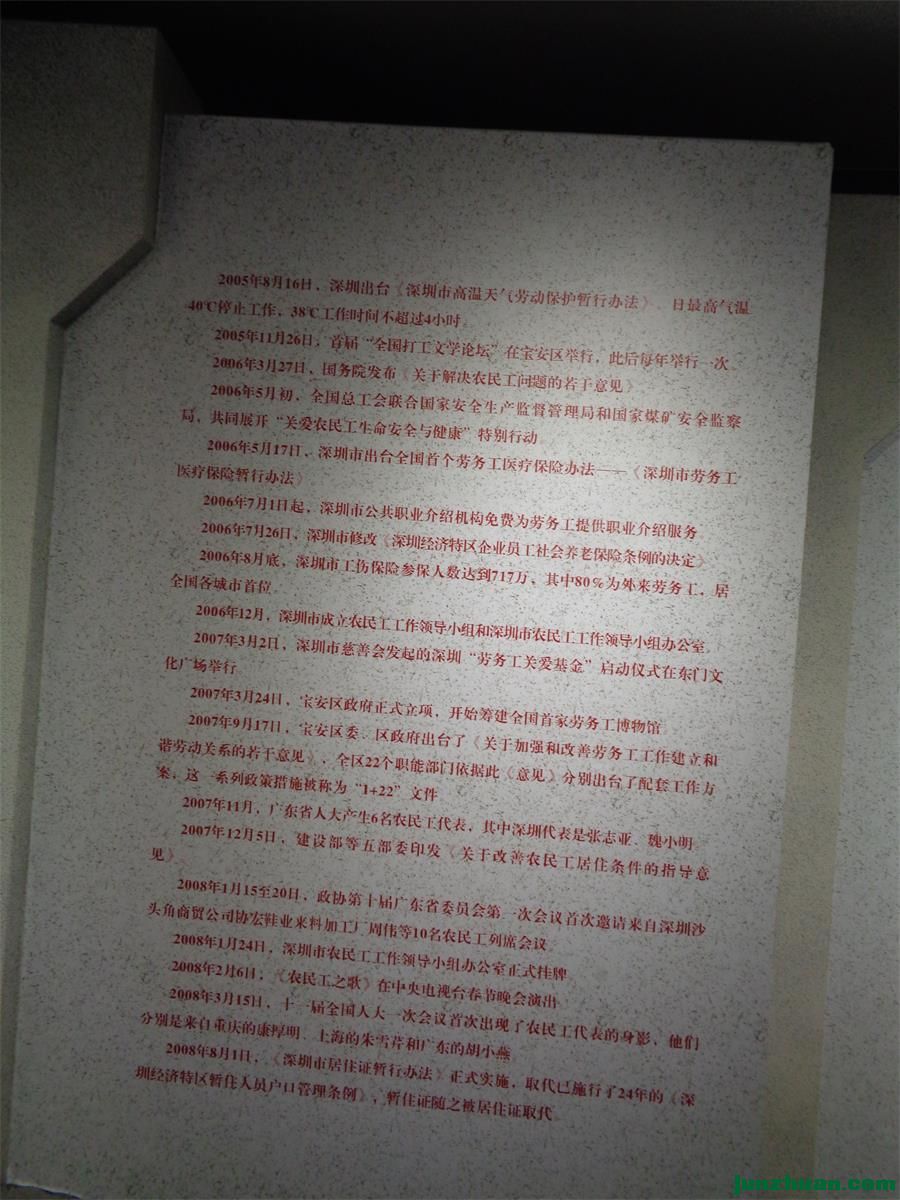 2005年8月16日，深圳出台《深圳市高温天气劳动保护暂行办法》，日最高气温
40℃停止工作，38℃工作时间不超过4小时。
2005年11月26日，首届“全国打工文学论坛”在宝安区举行，此后每年举行一次。
2006年3月27日，国务院发布《关于解决农民工问题的若干意见》
2006年5月初，全国总工会联合国家安全生产监督管理局和国家煤矿安全监察
局，共同展开“关爱农民工生命安全与健康”特别行动
2006年5月17日，深圳市出台全国首个劳务工医疗保险办法——《深圳市劳务工
医疗保险暂行办法》
2006年7月1日起，深圳市公共职业介绍机构免费为劳务工提供职业介绍服务
2006年7月26日，深圳市修改《深圳经济特区企业员工社会养老保险条例的决定》
2006年8月底，深圳市工伤保险参保人数达到717万，其中80%为外来劳务工，居
全国各城市首位
2006年12月，深圳市成立农民工工作领导小组和深圳市农民工工作领导小组办公室。
2007年3月2日，深圳市慈善会发起的深圳“劳务工关爱基金”启动仪式在东门文
化广场举行
2007年3月24日，宝安区政府正式立项，开始筹建全国首家劳务工博物馆
2007年9月17日，宝安区委、区政府出台了《关于加强和改善劳务工工作建立和
谐劳动关系的若干意见》，全区22个职能部门依据此《意见》分别出台了配套工作方
案，这一系列政策措施被称为“1+22”文件
2007年11月，广东省人大产生6名农民工代表，其中深圳代表是张志亚、魏小明。
2007年12月5日，建设部等五部委印发《关于改善农民工居住条件的指导意
见》
2008年1月15至20日，政协第十届广东省委员会第一次会议首次邀请来自深圳沙
头角商贸公司协宏鞋业来料加工厂周伟等10名农民工列席会议
2008年1月24日，深圳市农民工工作领导小组办公室正式挂牌
2008年2月6日，《农民工之歌》在中央电视台春节晚会演出
2008年3月15日，十一届全国人大一次会议首次出现了农民工代表的身影，他们
分别是来自重庆的康厚明、上海的朱雪芹和广东的胡小燕
2008年8月1日，《深圳市居住证暂行办法》正式实施，取代已施行了24年的《深
圳经济特区暂住人员户口管理条例》，暂住证随之被居住证取代
junzhuan.com